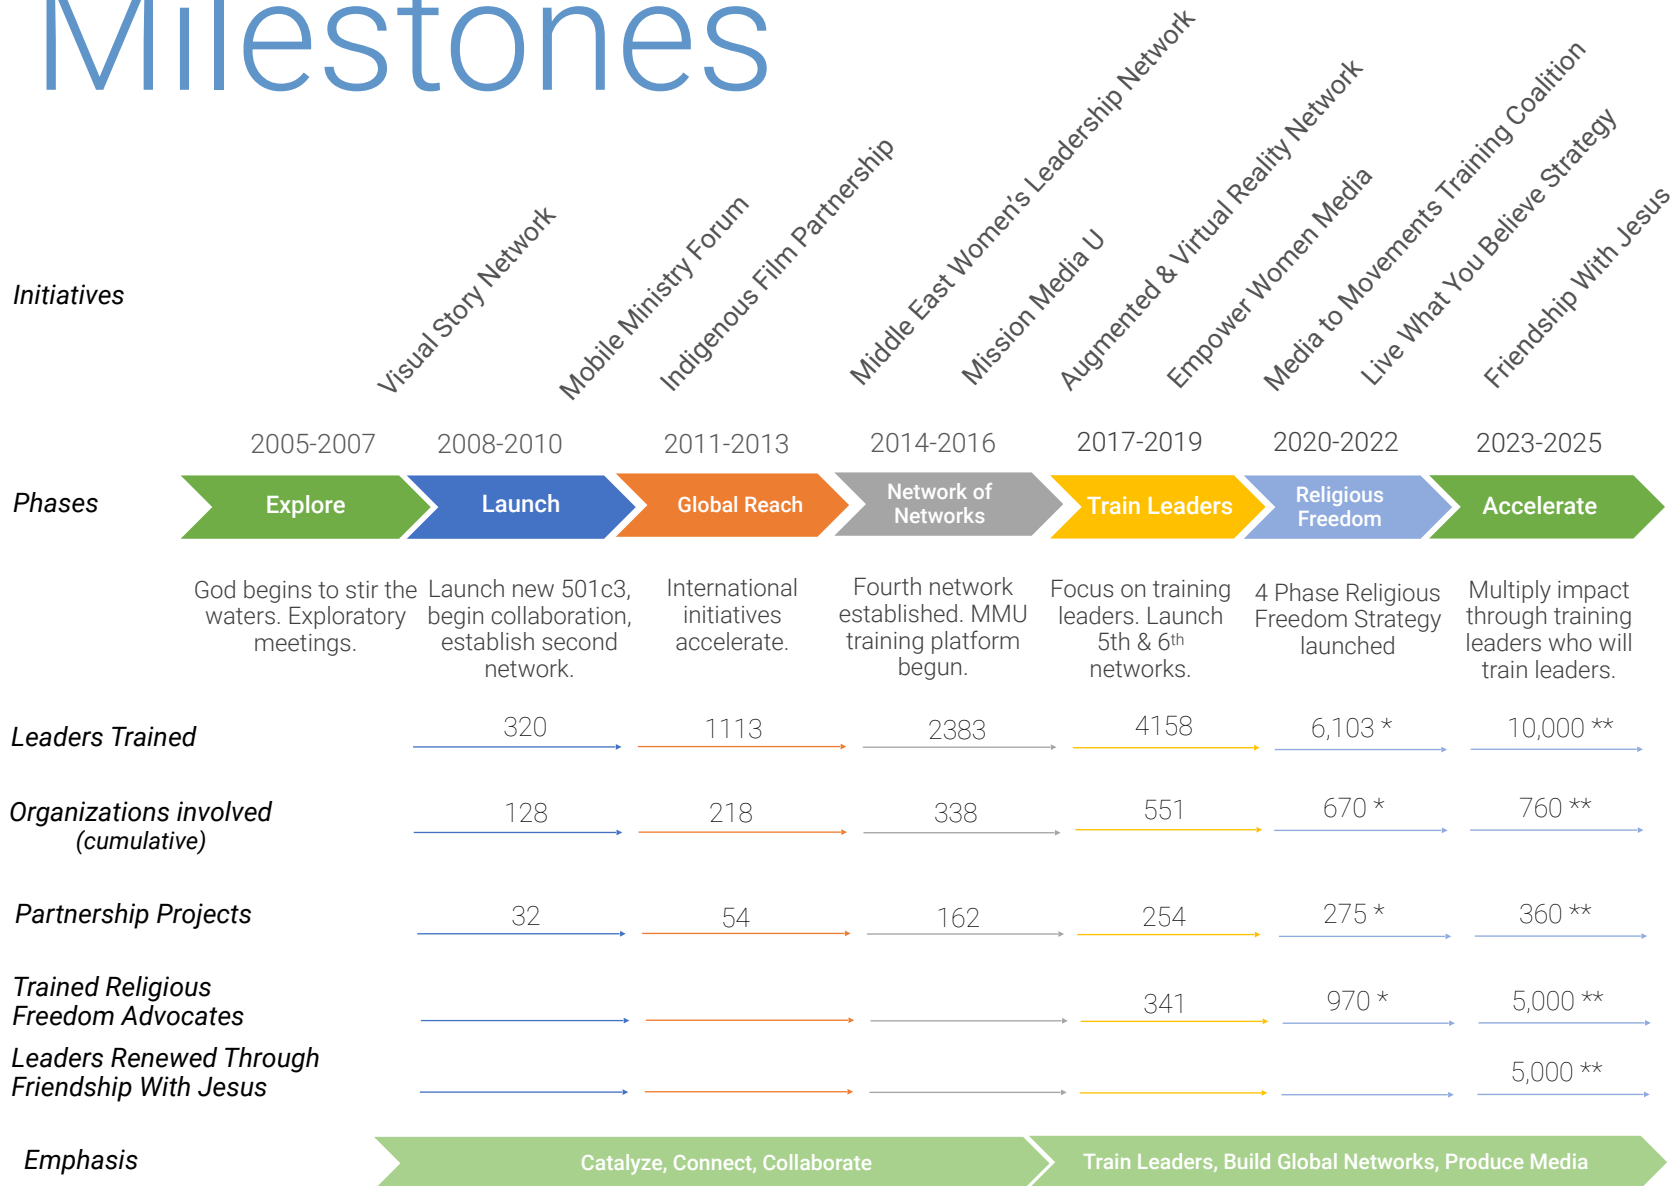 Milestones
Initiatives
Visual Story Network
Mobile Ministry Forum
Indigenous Film Partnership
Middle East Women's Leadership Network
Mission Media U
Augmented & Virtual Reality Network
Empower Women Media
Media to Movements Training Coalition
Live What You Believe Strategy
Friendship With Jesus
2005-2007
2008-2010
2011-2013
2014-2016
2017-2019
2020-2022
2023-2025
Phases
Explore
Launch
Global Reach
Network of
Networks
Train Leaders
Religious
Freedom
Accelerate
God begins to stir the
waters. Exploratory
meetings.
Launch new 501c3,
begin collaboration,
establish second
network.
International
initiatives
accelerate.
Fourth network
established. MMU
training platform
begun.
Focus on training
leaders. Launch
5th & 6th
networks.
4 Phase Religious
Freedom Strategy
launched
Multiply impact
through training
leaders who will
train leaders.
Leaders Trained
320
1113
2383
4158
6,103 *
10,000 **
Organizations involved
(cumulative)
128
218
338
551
670 *
760 **
Partnership Projects
32
54
162
254
275 *
360 **
Trained Religious
Freedom Advocates
341
970 *
5,000 **
Leaders Renewed Through
Friendship With Jesus
5,000 **
Emphasis
Catalyze, Connect, Collaborate
Train Leaders, Build Global Networks, Produce Media